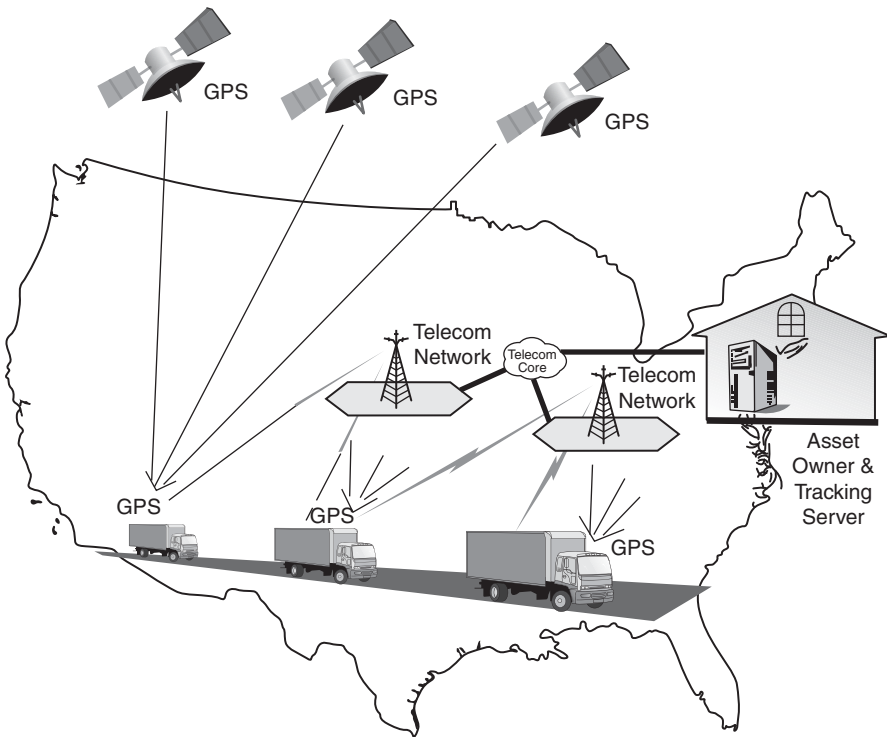 GPS
GPS
GPS
Telecom
Network
Telecom
Core
Telecom
Network
Asset
Owner &
Tracking
Server
GPS
GPS
GPS